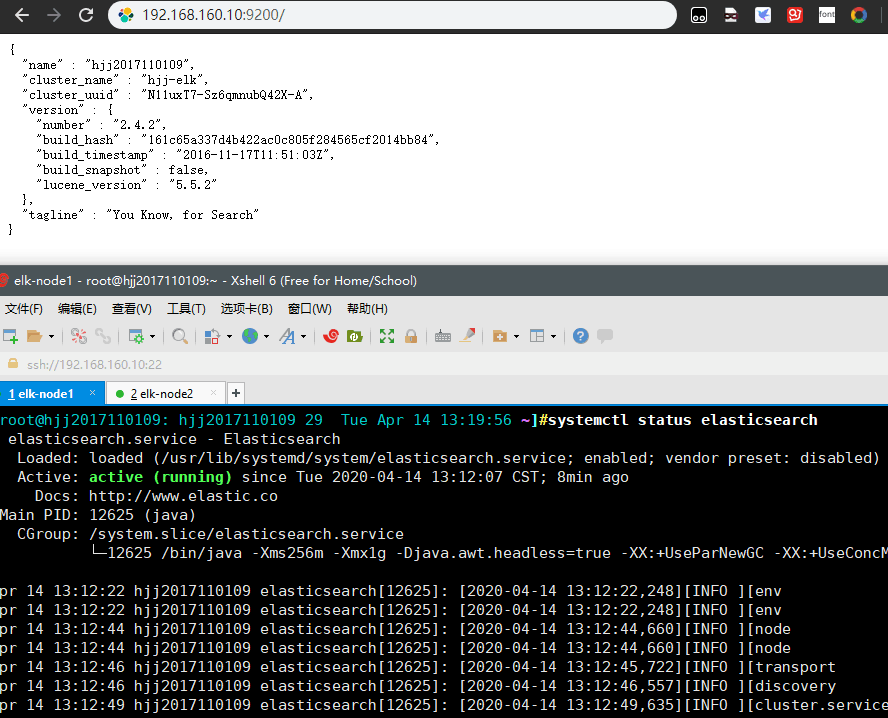 192.168.160.10:9200/
font
{
"name" : "hjj2017110109",
"cluster_name" : "hjj-elk",
"cluster_uuid" : "N11uxT7-Sz6qmnubQ42X-A",
"version" : {
"number" : "2.4.2",
"build_hash" : "161c65a337d4b422ac0c805f284565cf2014bb84",
"build_timestamp" : "2016-11-17T11:51:03Z",
"build_snapshot" : false,
"lucene_version" : "5.5.2"
},
"tagline" : "You Know, for Search"
}
elk-node1 - root@hjj2017110109:~ - Xshell 6 (Free for Home/School)
文件(F) 编辑(E) 查看(V) 工具(T) 选项卡(B) 窗口(W) 帮助(H)
ssh://192.168.160.10:22
1 elk-node1 × 2 elk-node2 × +
root@hjj2017110109: hjj2017110109 29 Tue Apr 14 13:19:56 ~]#systemctl status elasticsearch
elasticsearch.service - Elasticsearch
Loaded: loaded (/usr/lib/systemd/system/elasticsearch.service; enabled; vendor preset: disabled)
Active: active (running) since Tue 2020-04-14 13:12:07 CST; 8min ago
Docs: http://www.elastic.co
Main PID: 12625 (java)
CGroup: /system.slice/elasticsearch.service
└─12625 /bin/java -Xms256m -Xmx1g -Djava.awt.headless=true -XX:+UseParNewGC -XX:+UseConcM
pr 14 13:12:22 hjj2017110109 elasticsearch[12625]: [2020-04-14 13:12:22,248][INFO ][env
pr 14 13:12:22 hjj2017110109 elasticsearch[12625]: [2020-04-14 13:12:22,248][INFO ][env
pr 14 13:12:44 hjj2017110109 elasticsearch[12625]: [2020-04-14 13:12:44,660][INFO ][node
pr 14 13:12:44 hjj2017110109 elasticsearch[12625]: [2020-04-14 13:12:44,660][INFO ][node
pr 14 13:12:46 hjj2017110109 elasticsearch[12625]: [2020-04-14 13:12:45,722][INFO ][transport
pr 14 13:12:46 hjj2017110109 elasticsearch[12625]: [2020-04-14 13:12:46,557][INFO ][discovery
pr 14 13:12:49 hjj2017110109 elasticsearch[12625]: [2020-04-14 13:12:49,635][INFO ][cluster.service